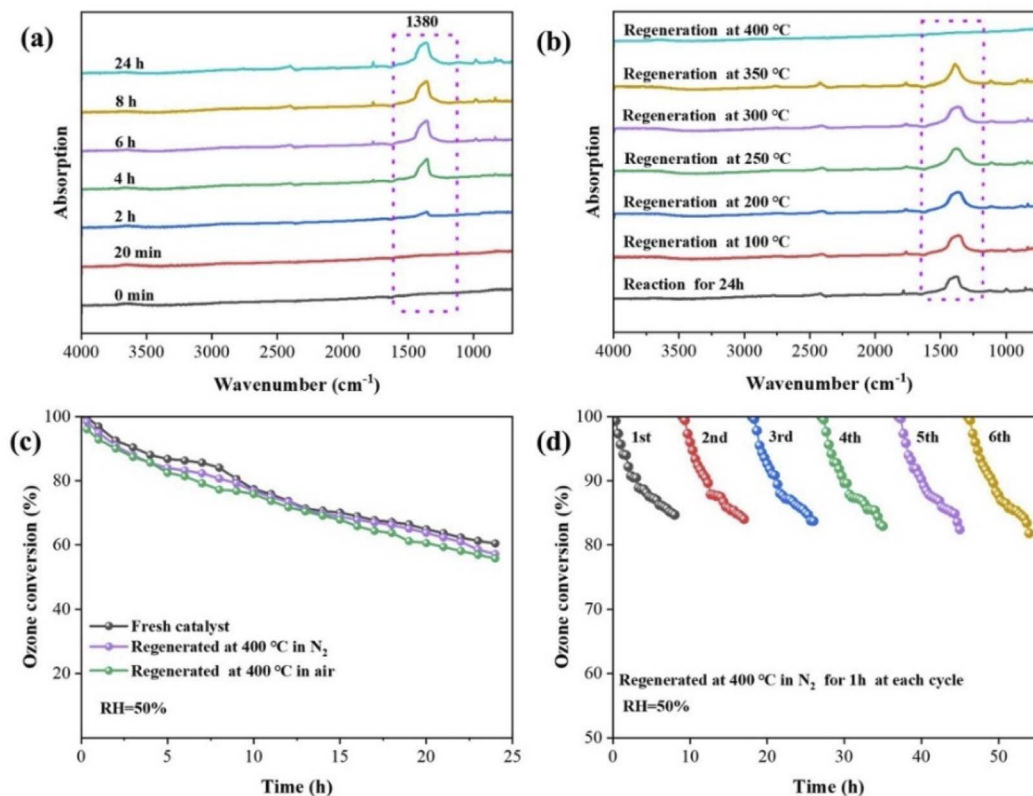 (a)
1380
24 h
8 h
6 h
4 h
2 h
20 min
0 min
Absorption
4000 3500 3000 2500 2000 1500 1000
Wavenumber (cm⁻¹)
(b)
Regeneration at 400 °C
Regeneration at 350 °C
Regeneration at 300 °C
Regeneration at 250 °C
Regeneration at 200 °C
Regeneration at 100 °C
Reaction for 24h
Absorption
4000 3500 3000 2500 2000 1500 1000
Wavenumber (cm⁻¹)
(c)
100
80
60
40
20
Ozone conversion (%)
Fresh catalyst
Regenerated at 400 °C in N₂
Regenerated at 400 °C in air
RH=50%
0 5 10 15 20 25
Time (h)
(d)
100
90
80
70
60
50
Ozone conversion (%)
1st 2nd 3rd 4th 5th 6th
Regenerated at 400 °C in N₂ for 1h at each cycle
RH=50%
0 10 20 30 40 50
Time (h)